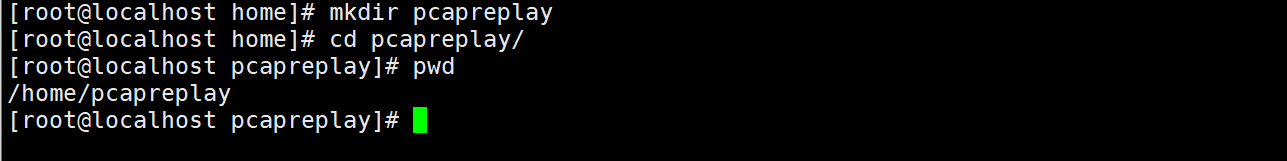 [root@localhost home]# mkdir pcapreplay
[root@localhost home]# cd pcapreplay/
[root@localhost pcapreplay]# pwd
/home/pcapreplay
[root@localhost pcapreplay]#